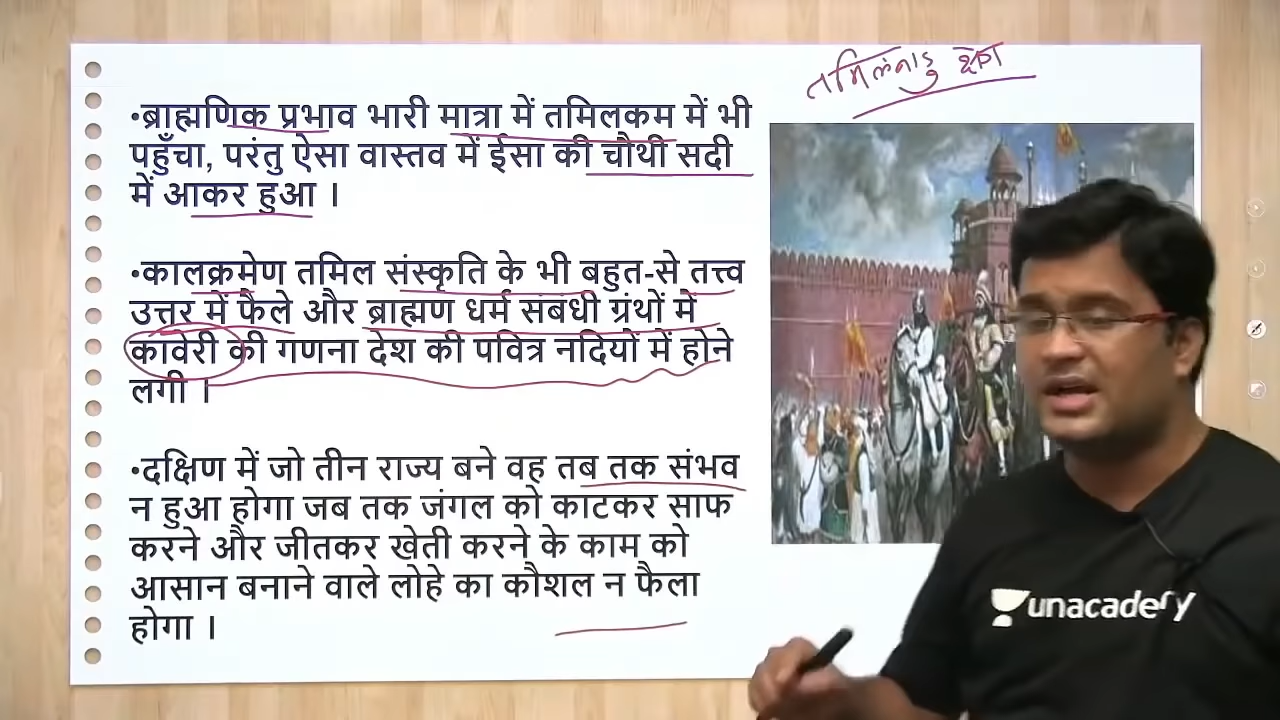 तमिलनाडु
•ब्राह्मणिक प्रभाव भारी मात्रा में तमिलकम में भी
पहुँचा, परंतु ऐसा वास्तव में ईसा की चौथी सदी
में आकर हुआ ।
•कालक्रमेण तमिल संस्कृति के भी बहुत-से तत्त्व
उत्तर में फैले और ब्राह्मण धर्म संबंधी ग्रंथों में
कावेरी की गणना देश की पवित्र नदियों में होने
लगी ।
•दक्षिण में जो तीन राज्य बने वह तब तक संभव
न हुआ होगा जब तक जंगल को काटकर साफ
करने और जीतकर खेती करने के काम को
आसान बनाने वाले लोहे का कौशल न फैला
होगा ।
unacademy